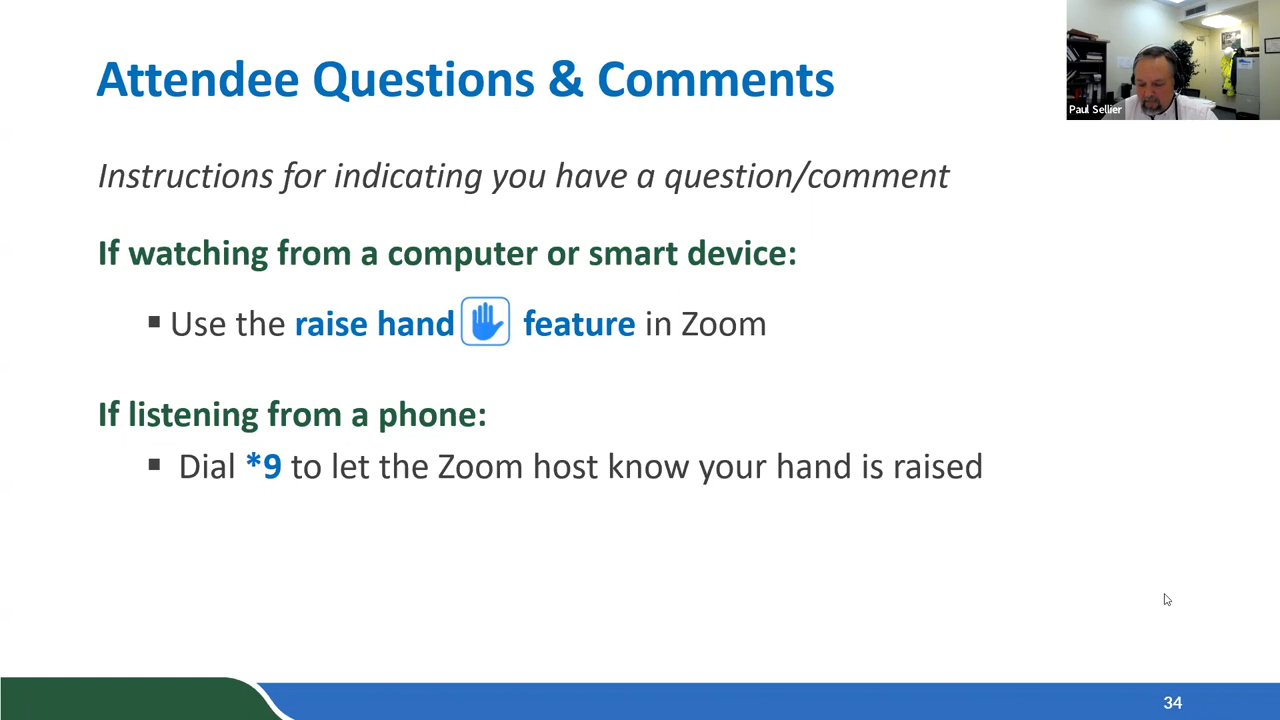 Attendee Questions & Comments
Paul Sellier
Instructions for indicating you have a question/comment
If watching from a computer or smart device:
▪ Use the raise hand feature in Zoom
If listening from a phone:
▪ Dial *9 to let the Zoom host know your hand is raised
34